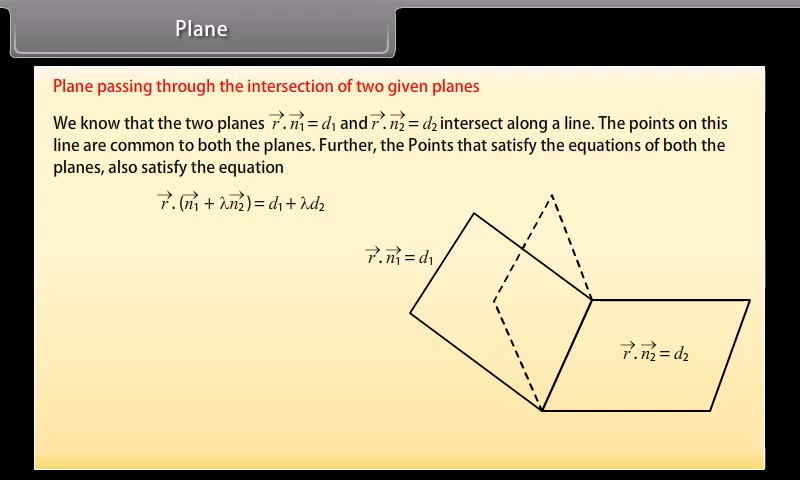 Plane
Plane passing through the intersection of two given planes
We know that the two planes r⃗ . n⃗₁ = d₁ and r⃗ . n⃗₂ = d₂ intersect along a line. The points on this
line are common to both the planes. Further, the Points that satisfy the equations of both the
planes, also satisfy the equation
r⃗ . (n⃗₁ + λn⃗₂) = d₁ + λd₂
r⃗ . n⃗₁ = d₁
r⃗ . n⃗₂ = d₂